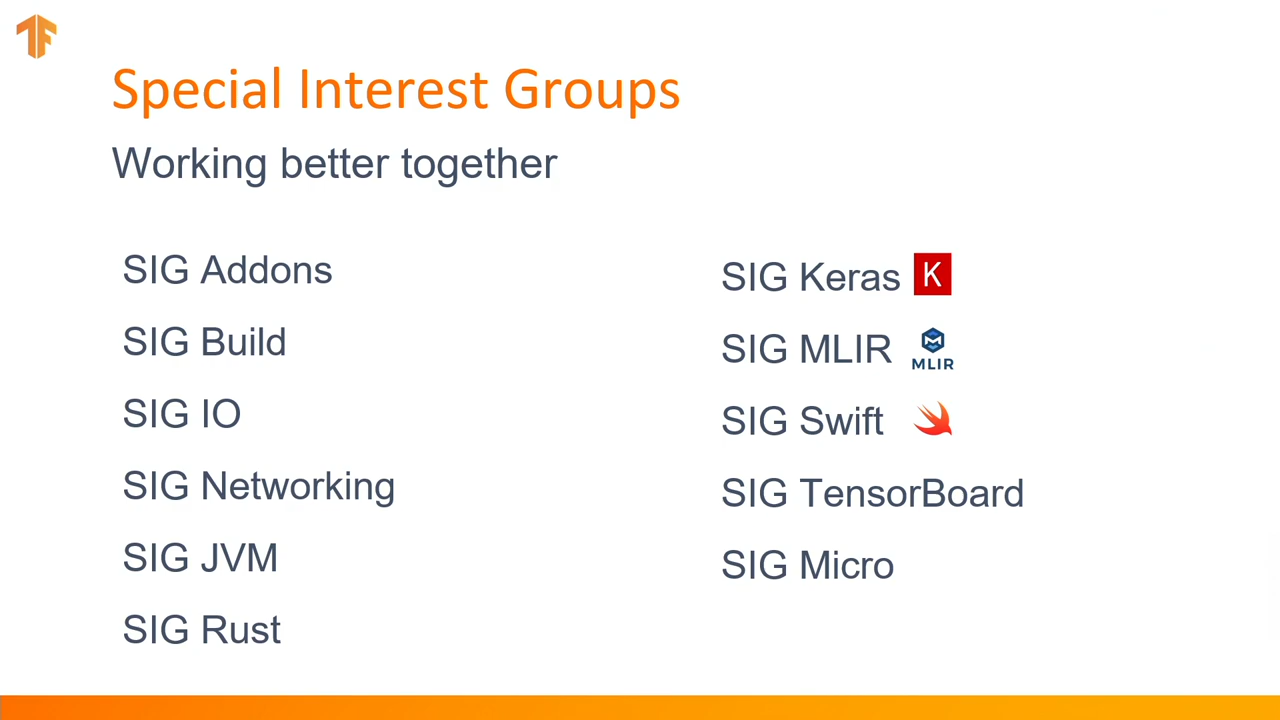 Special Interest Groups
Working better together
SIG Addons
SIG Build
SIG IO
SIG Networking
SIG JVM
SIG Rust
SIG Keras K
SIG MLIR MLIR
SIG Swift
SIG TensorBoard
SIG Micro